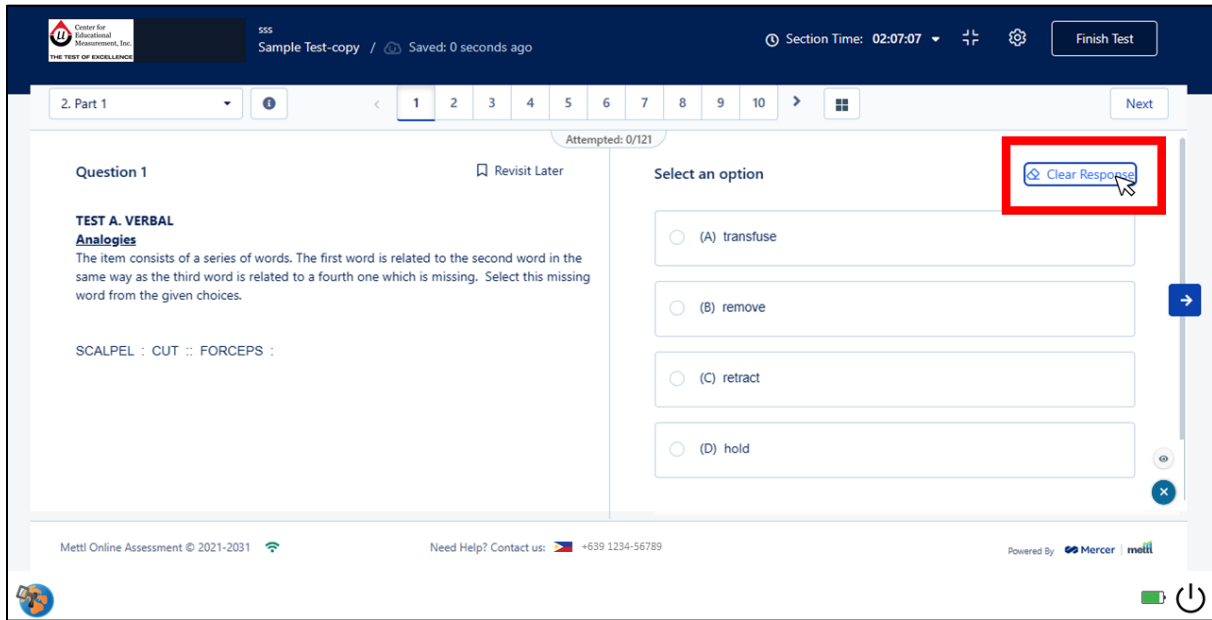 Center for
Educational
Measurement, Inc.
THE TEST OF EXCELLENCE
sss
Sample Test-copy / Saved: 0 seconds ago
Section Time: 02:07:07
Finish Test
2. Part 1
1 2 3 4 5 6 7 8 9 10
Next
Attempted: 0/121
Question 1
Revisit Later
TEST A. VERBAL
Analogies
The item consists of a series of words. The first word is related to the second word in the
same way as the third word is related to a fourth one which is missing. Select this missing
word from the given choices.
SCALPEL : CUT :: FORCEPS :
Select an option
Clear Response
(A) transfuse
(B) remove
(C) retract
(D) hold
Mettl Online Assessment © 2021-2031
Need Help? Contact us: +639 1234-56789
Powered By Mercer | mettl